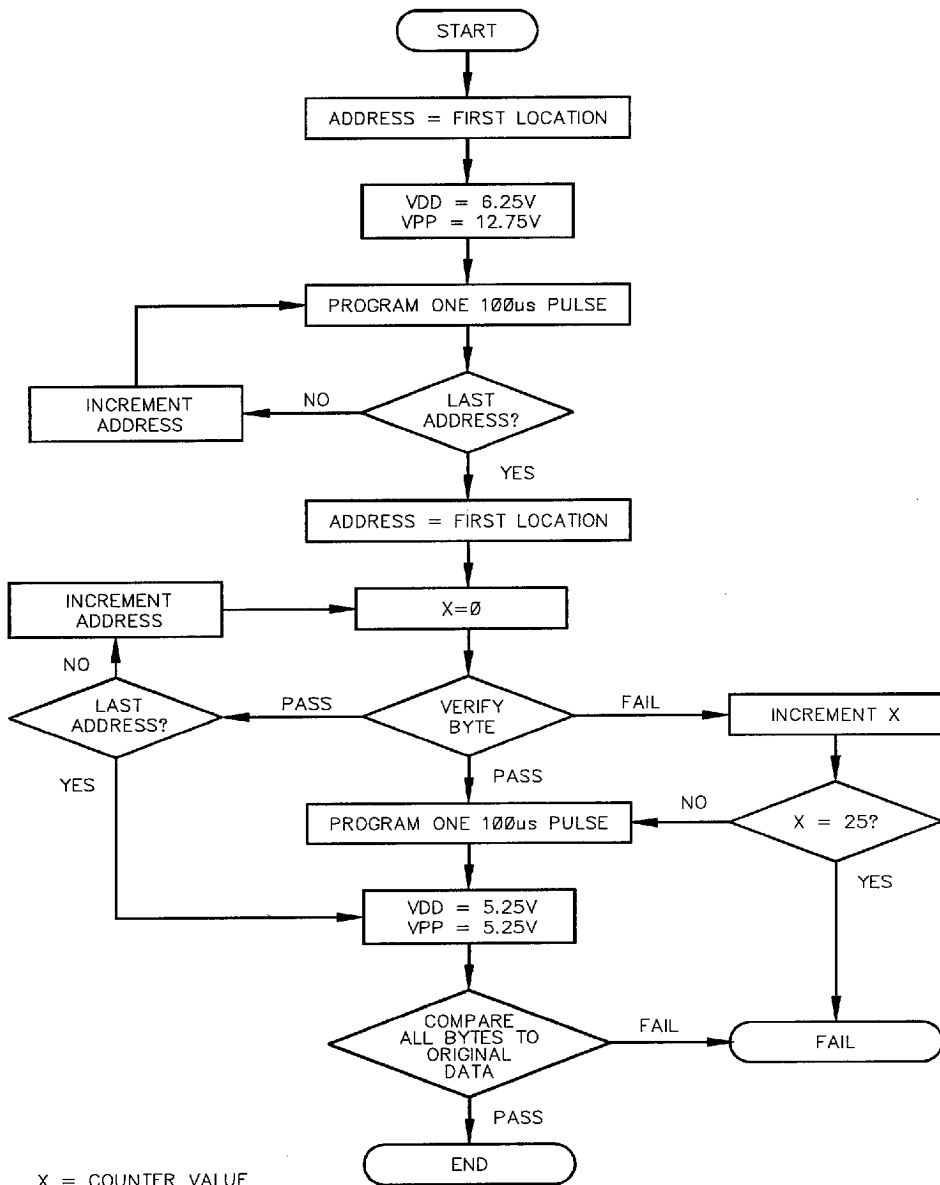 START
ADDRESS = FIRST LOCATION
VDD = 6.25V
VPP = 12.75V
PROGRAM ONE 1ØØus PULSE
INCREMENT
ADDRESS
NO
LAST
ADDRESS?
YES
ADDRESS = FIRST LOCATION
INCREMENT
ADDRESS
X=Ø
NO
LAST
ADDRESS?
PASS
VERIFY
BYTE
FAIL
INCREMENT X
YES
PASS
PROGRAM ONE 1ØØus PULSE
NO
X = 25?
YES
VDD = 5.25V
VPP = 5.25V
COMPARE
ALL BYTES TO
ORIGINAL
DATA
FAIL
FAIL
PASS
END
X = COUNTER VALUE